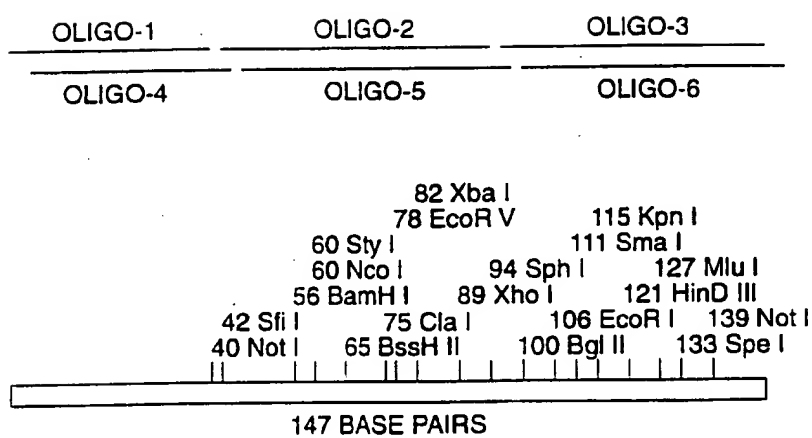 OLIGO-1 OLIGO-2 OLIGO-3
OLIGO-4 OLIGO-5 OLIGO-6
82 Xba I
78 EcoR V 115 Kpn I
60 Sty I 111 Sma I
60 Nco I 94 Sph I 127 Mlu I
56 BamH I 89 Xho I 121 HinD III
42 Sfi I 75 Cla I 106 EcoR I 139 Not I
40 Not I 65 BssH II 100 Bgl II 133 Spe I
147 BASE PAIRS